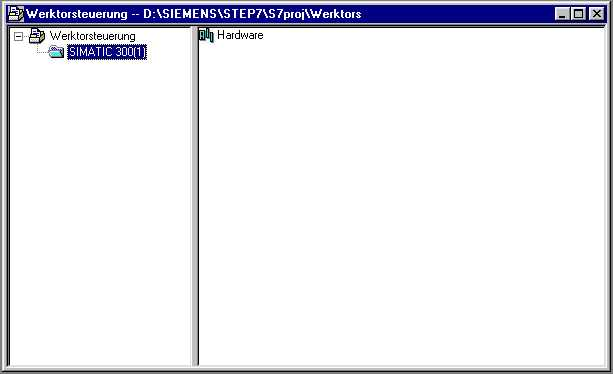 Werktorsteuerung -- D:\SIEMENS\STEP7\S7proj\Werktors
Werktorsteuerung
SIMATIC 300(1)
Hardware